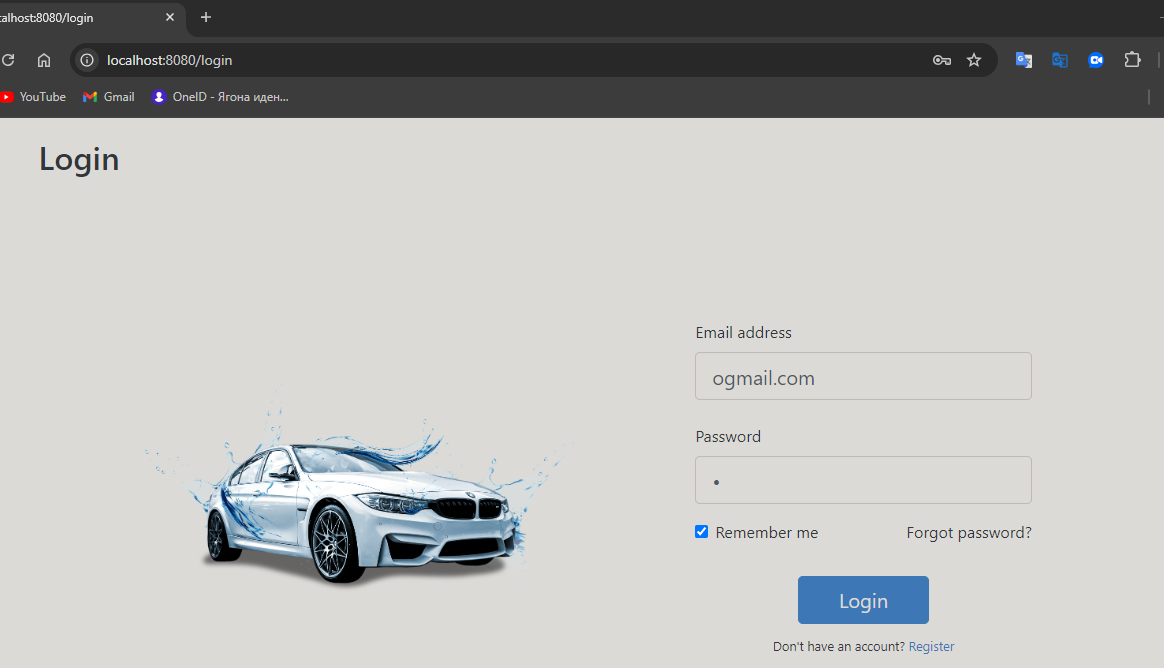 localhost:8080/login
localhost:8080/login
YouTube
Gmail
OneID - Ягона иден...
Login
Email address
ogmail.com
Password
Remember me
Forgot password?
Login
Don't have an account? Register